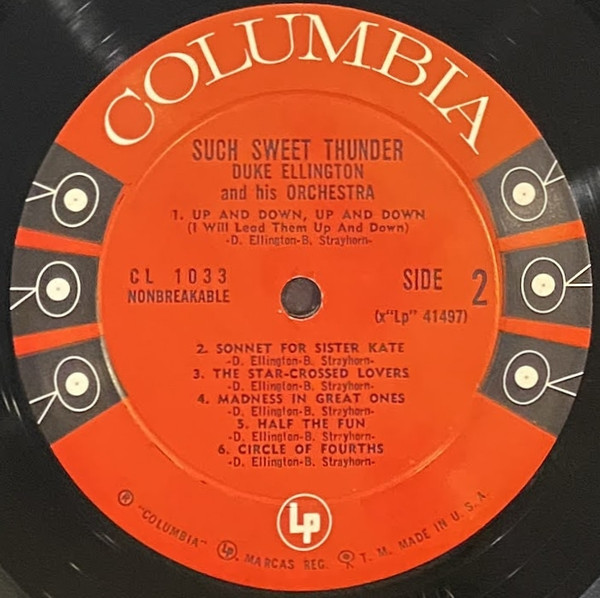 COLUMBIA
SUCH SWEET THUNDER
DUKE ELLINGTON
and his ORCHESTRA
1. UP AND DOWN, UP AND DOWN
(I Will Lead Them Up And Down)
-D. Ellington-B. Strayhorn-
CL 1033
NONBREAKABLE
SIDE 2
(x"Lp" 41497)
2. SONNET FOR SISTER KATE
-D. Ellington-B. Strayhorn-
3. THE STAR-CROSSED LOVERS
-D. Ellington-B. Strayhorn-
4. MADNESS IN GREAT ONES
-D. Ellington-B. Strayhorn-
5. HALF THE FUN
-D. Ellington-B. Strryhorn-
6. CIRCLE OF FOURTHS
-D. Ellington-B. Strayhorn-
Lp
® "COLUMBIA" Lp, MARCAS REG. T. M. MADE IN U. S. A.